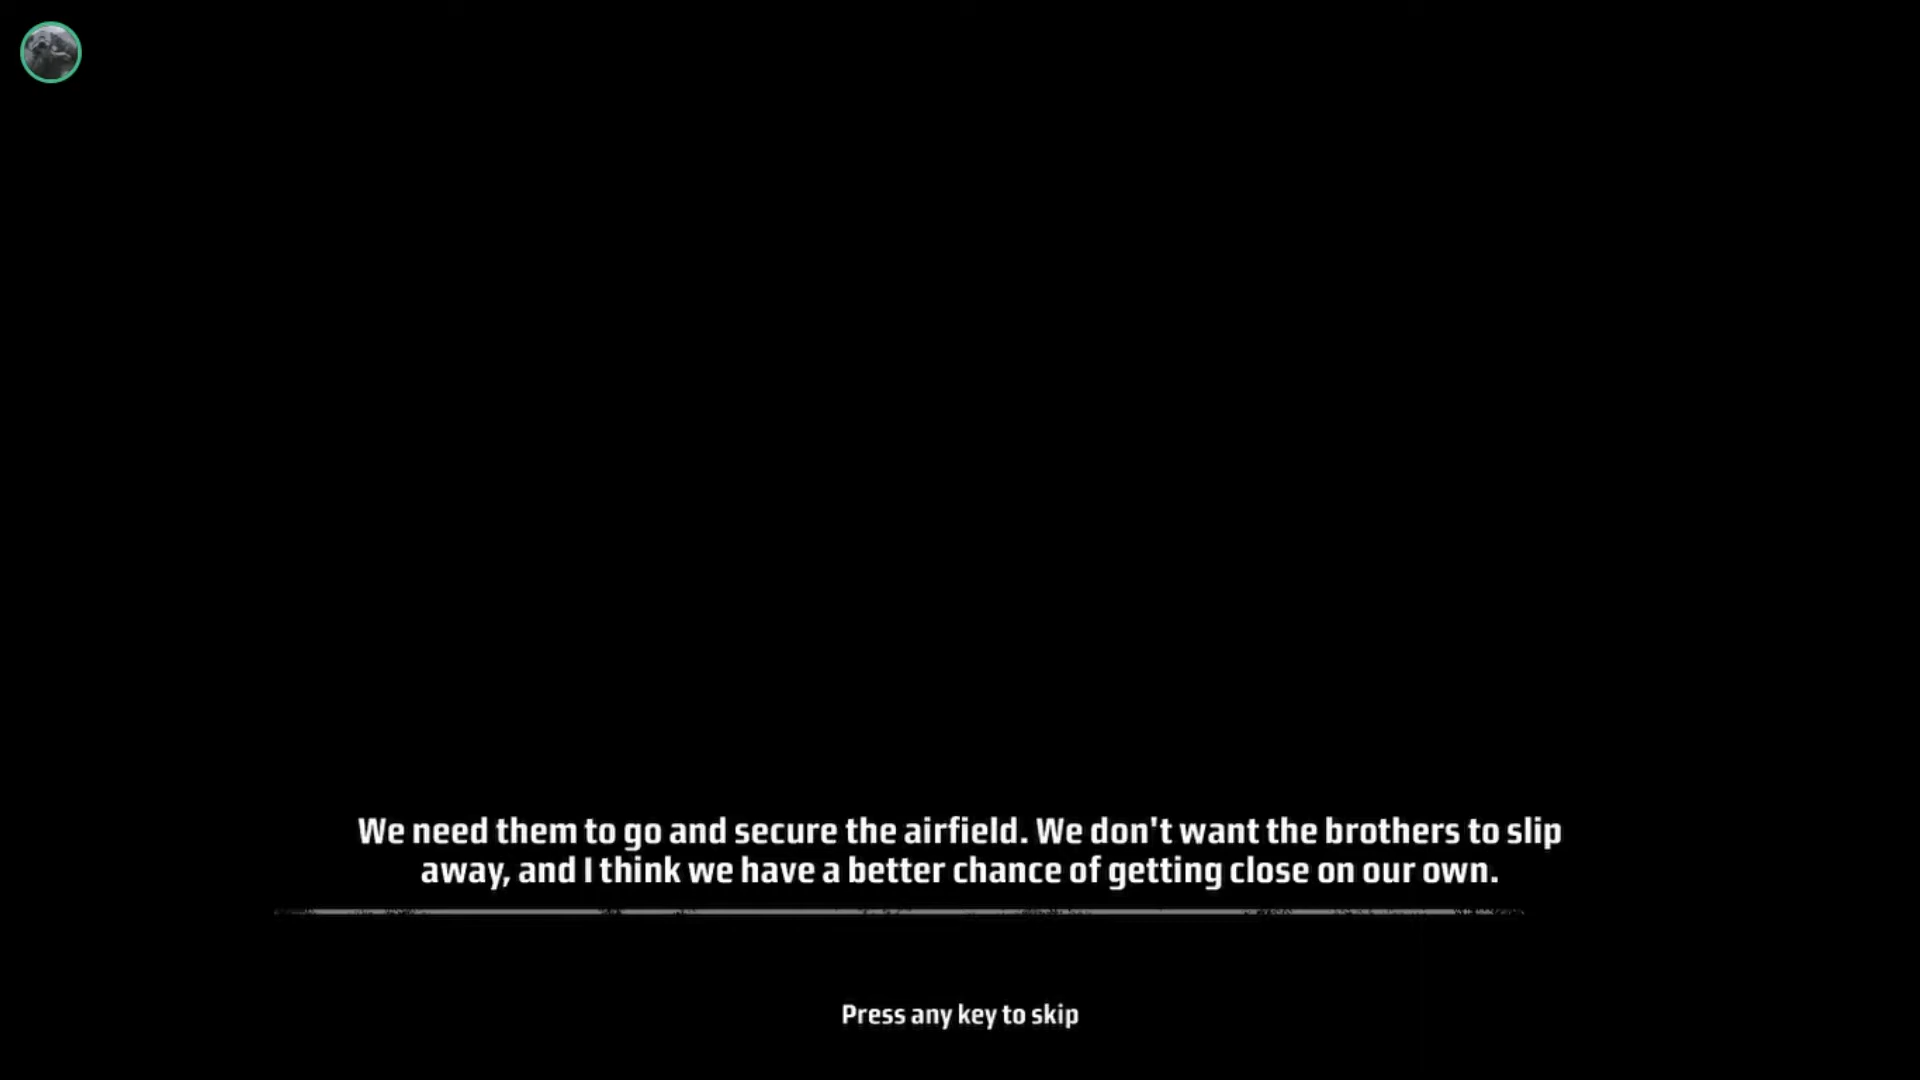 We need them to go and secure the airfield. We don't want the brothers to slip
away, and I think we have a better chance of getting close on our own.
Press any key to skip